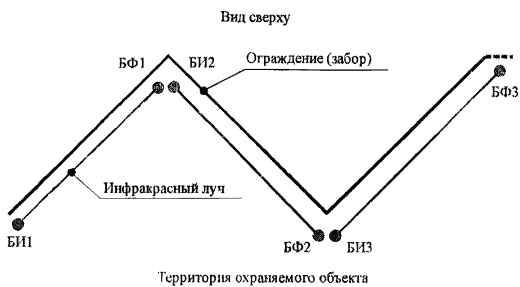 Вид сверху
БФ1
БИ2
Ограждение (забор)
БФ3
Инфракрасный луч
БИ1
БФ2
БИ3
Территория охраняемого объекта